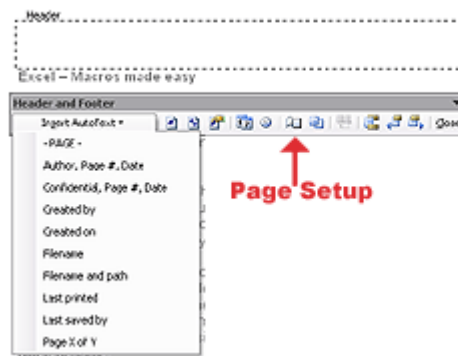 Header
Excel – Macros made easy
Header and Footer
Insert AutoText
Close
- PAGE -
Author, Page #, Date
Confidential, Page #, Date
Created by
Created on
Filename
Filename and path
Last printed
Last saved by
Page X of Y
Page Setup